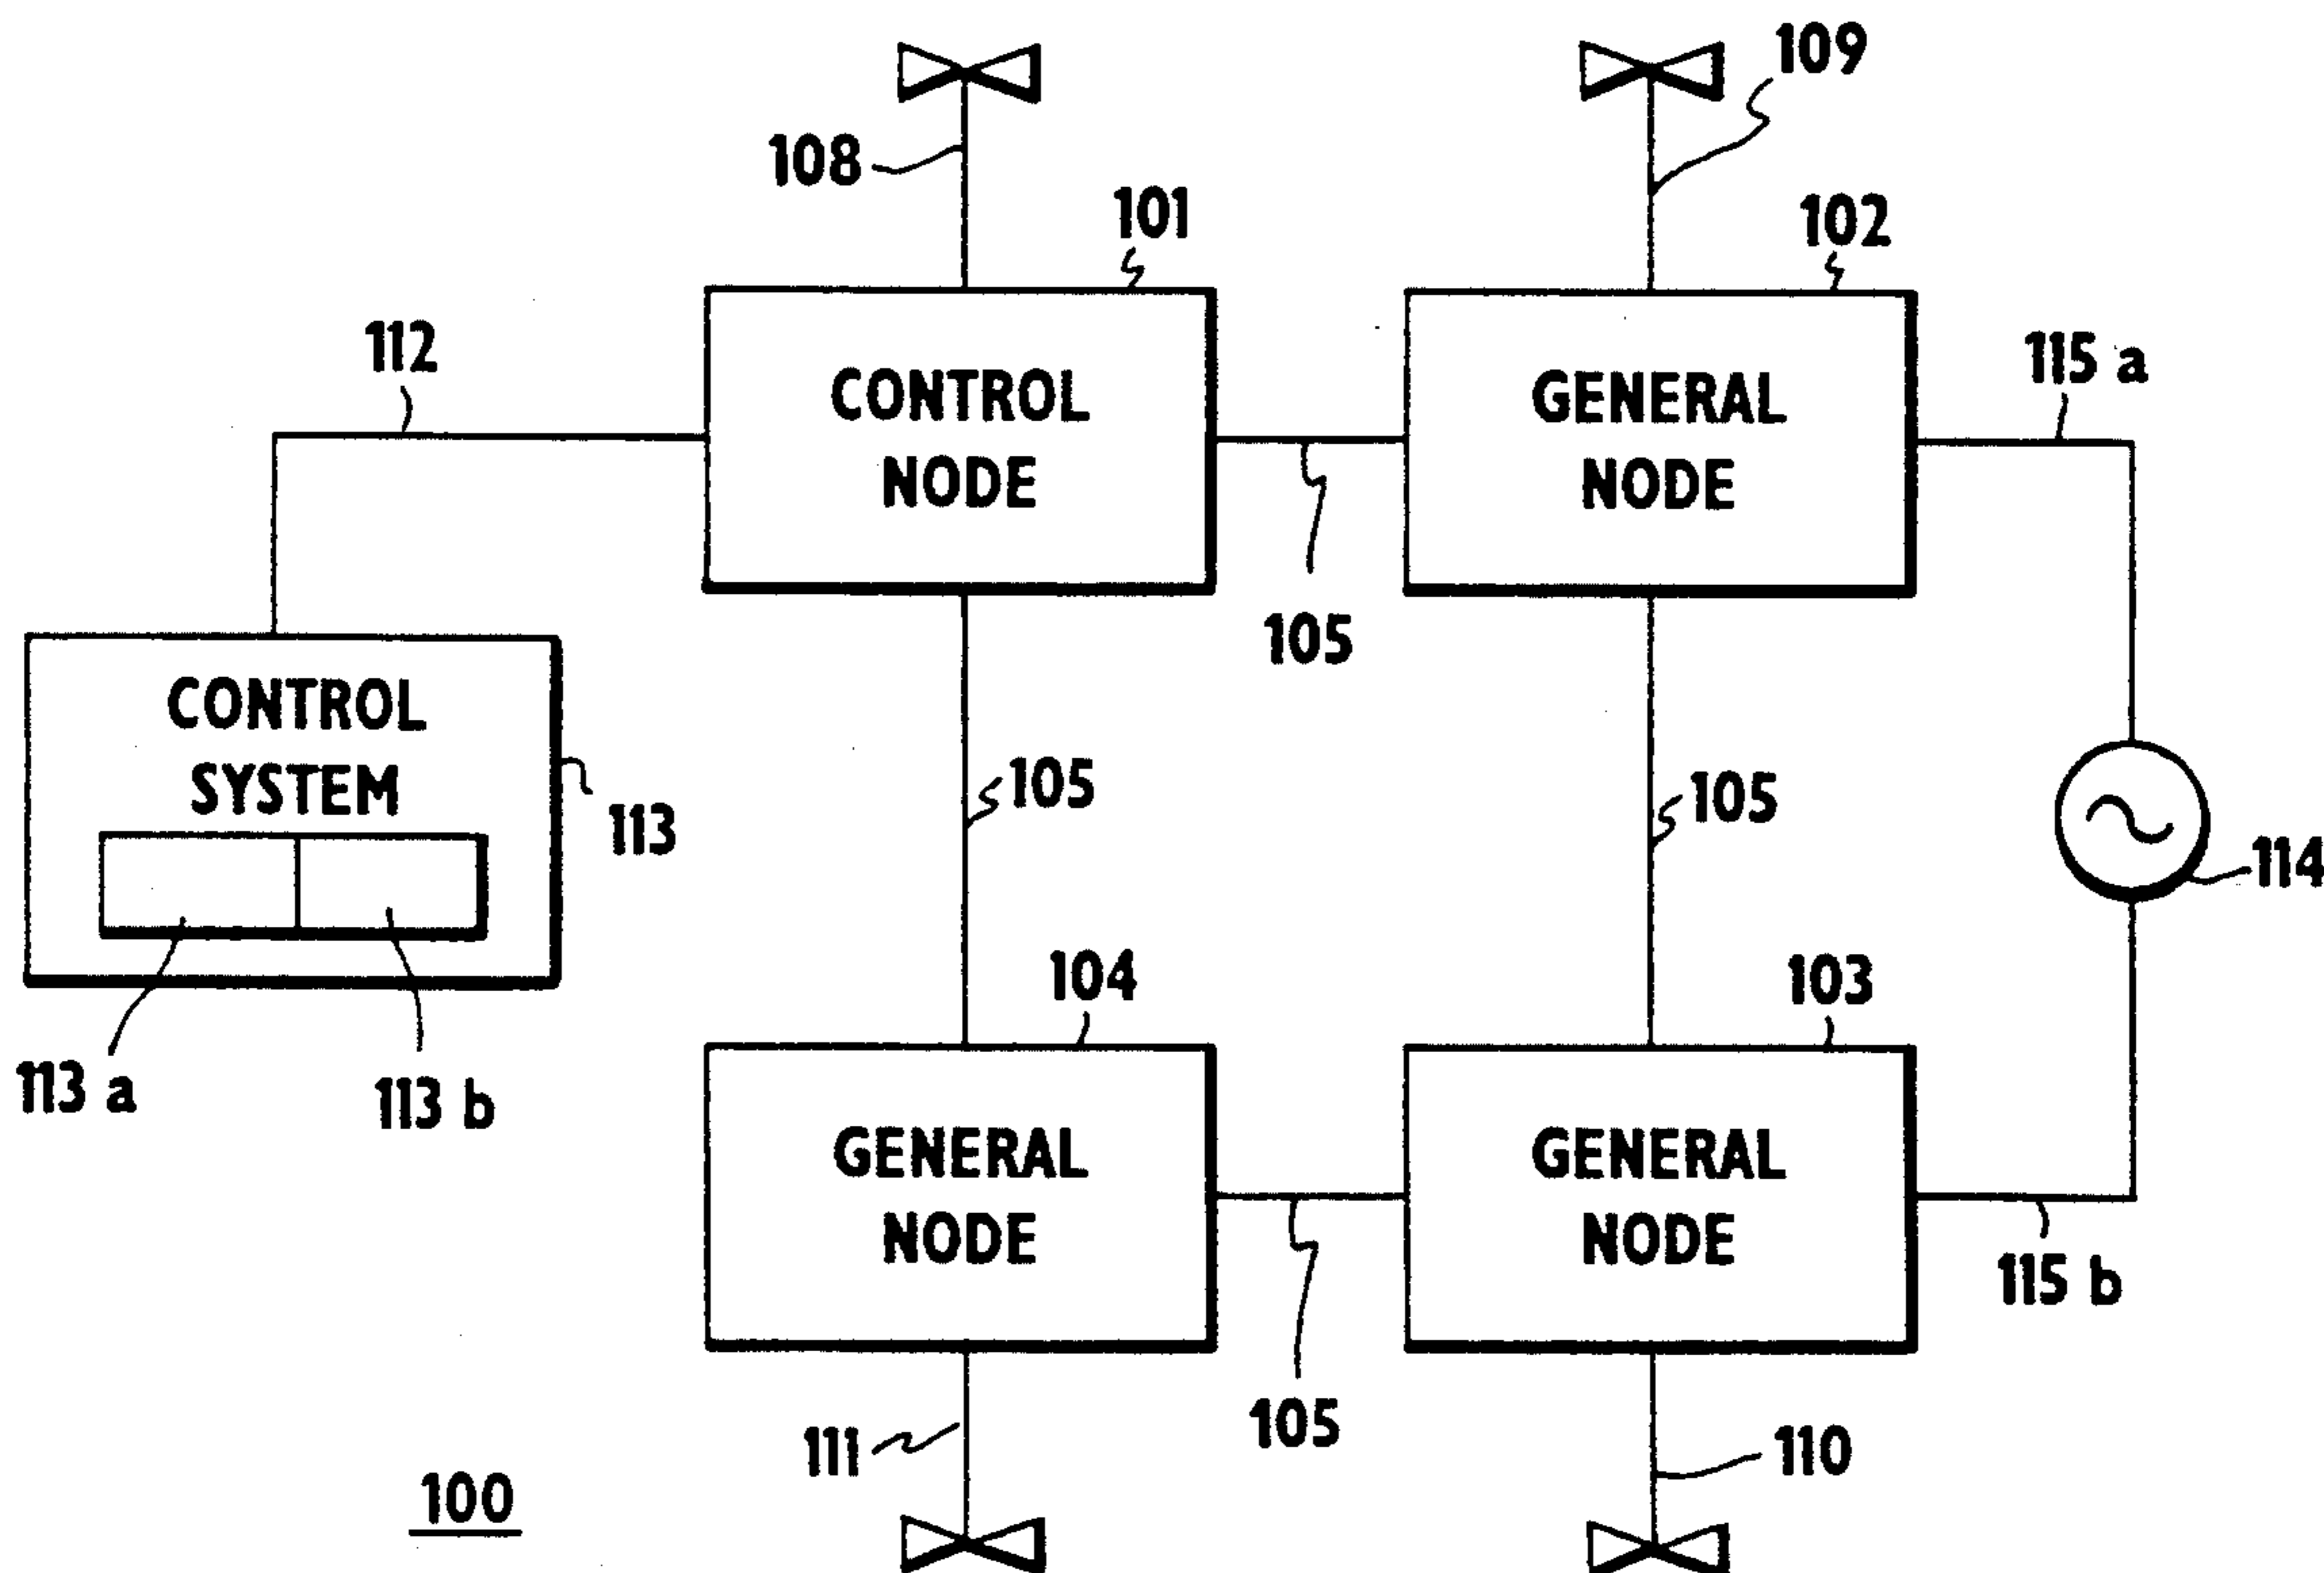 109
108
101
102
112
115 a
CONTROL
NODE
GENERAL
NODE
105
CONTROL
SYSTEM
113
105
105
114
104
103
113 a
113 b
GENERAL
NODE
GENERAL
NODE
115 b
105
111
110
100